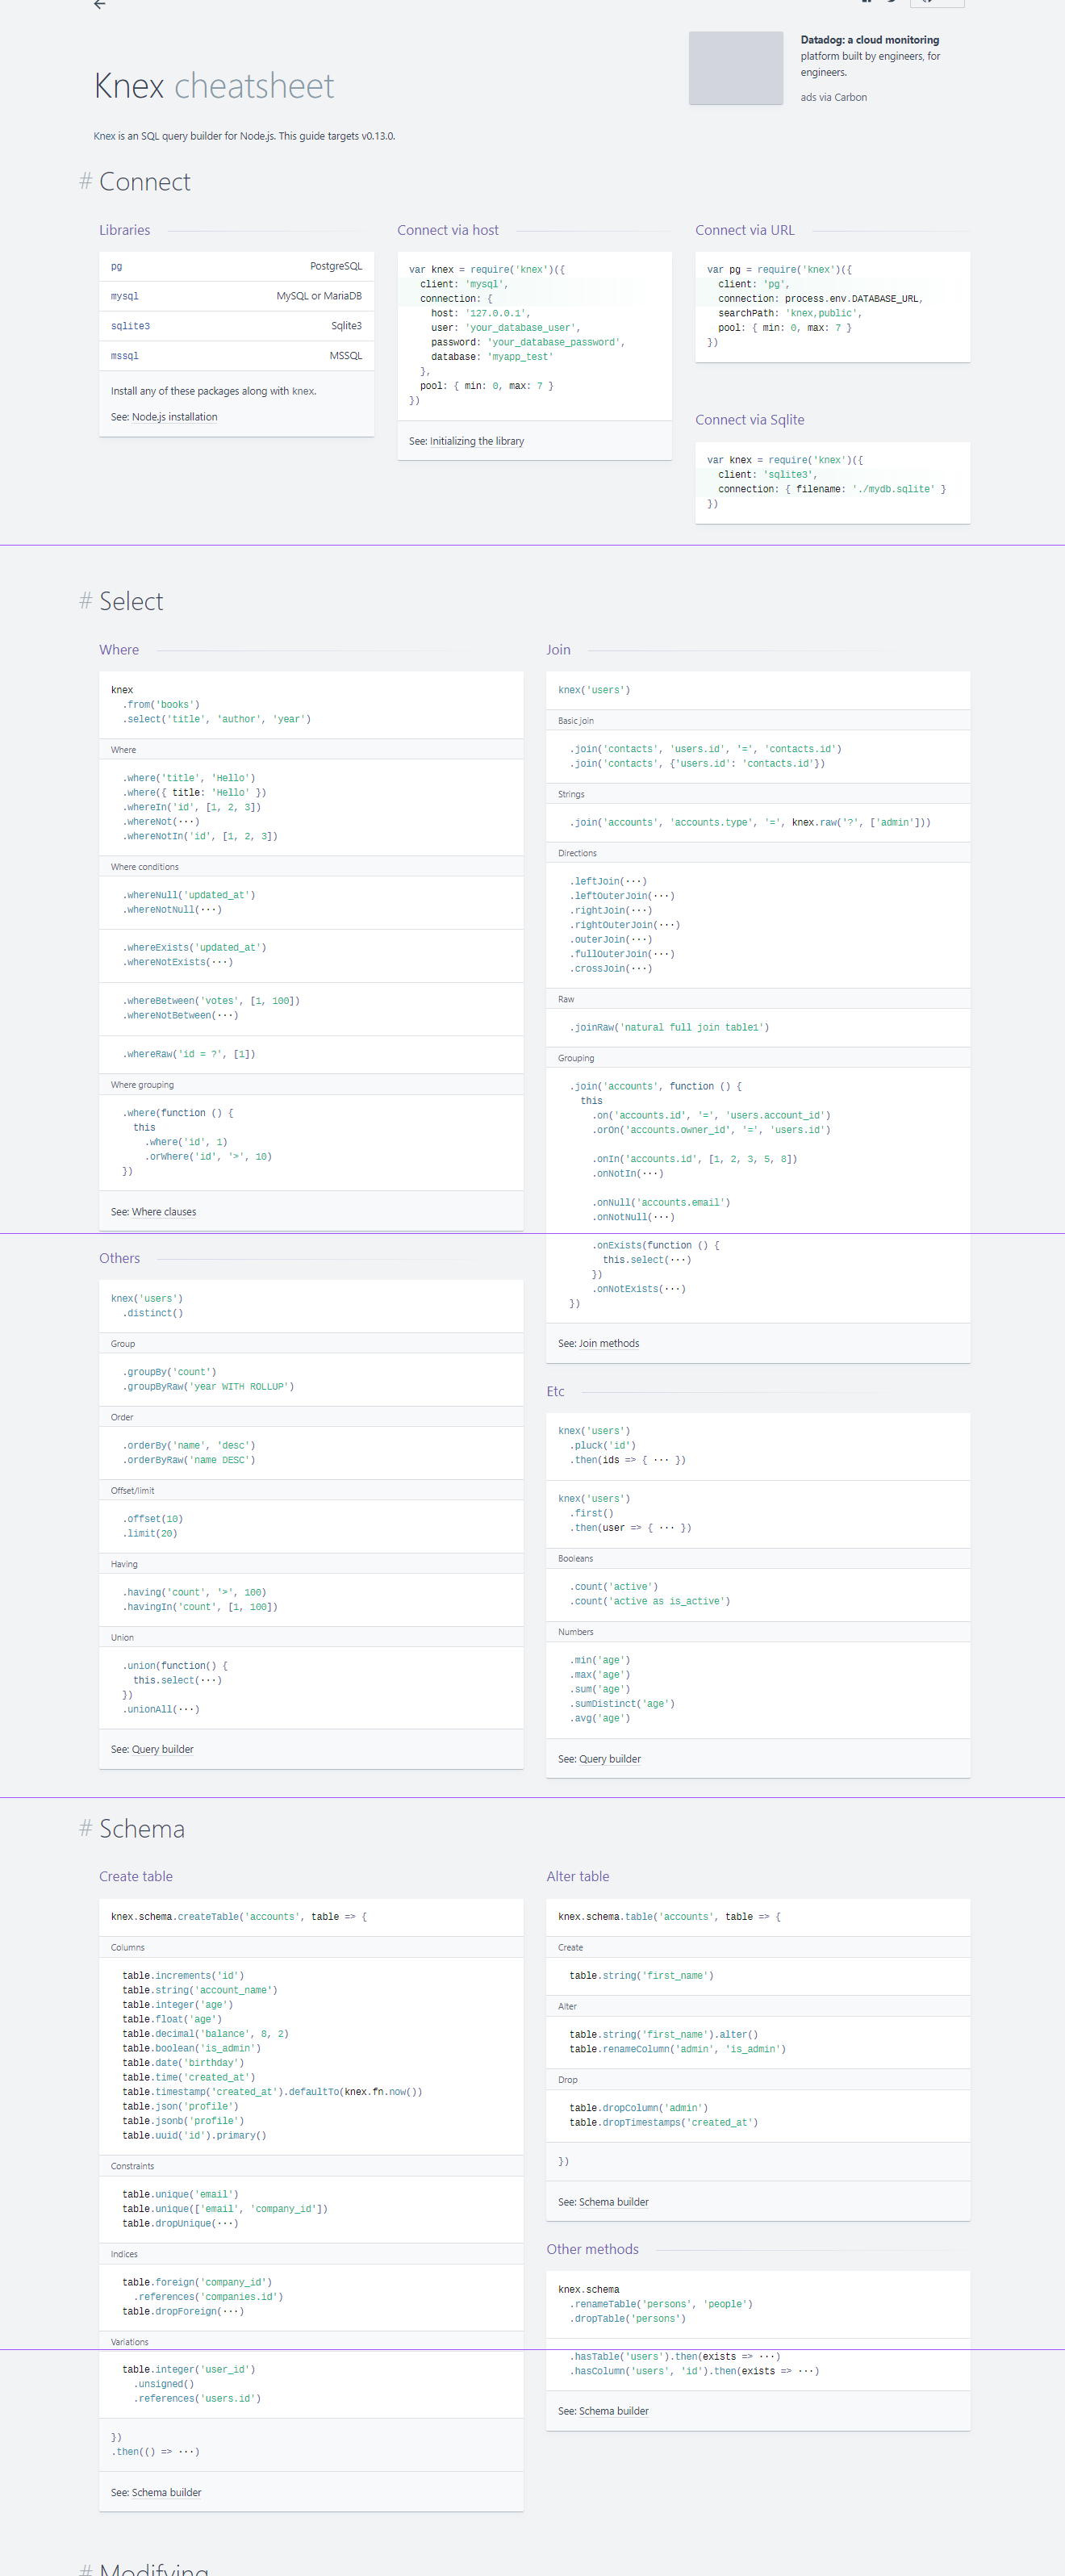 Datadog: a cloud monitoring
platform built by engineers, for
engineers.
ads via Carbon
Knex cheatsheet
Knex is an SQL query builder for Node.js. This guide targets v0.13.0.
# Connect
Libraries
pg PostgreSQL
mysql MySQL or MariaDB
sqlite3 Sqlite3
mssql MSSQL
Install any of these packages along with knex.
See: Node.js installation
Connect via host
var knex = require('knex')({
  client: 'mysql',
  connection: {
    host: '127.0.0.1',
    user: 'your_database_user',
    password: 'your_database_password',
    database: 'myapp_test'
  },
  pool: { min: 0, max: 7 }
})
See: Initializing the library
Connect via URL
var pg = require('knex')({
  client: 'pg',
  connection: process.env.DATABASE_URL,
  searchPath: 'knex,public',
  pool: { min: 0, max: 7 }
})
Connect via Sqlite
var knex = require('knex')({
  client: 'sqlite3',
  connection: { filename: './mydb.sqlite' }
})
# Select
Where
knex
  .from('books')
  .select('title', 'author', 'year')
Where
  .where('title', 'Hello')
  .where({ title: 'Hello' })
  .whereIn('id', [1, 2, 3])
  .whereNot(···)
  .whereNotIn('id', [1, 2, 3])
Where conditions
  .whereNull('updated_at')
  .whereNotNull(···)
  .whereExists('updated_at')
  .whereNotExists(···)
  .whereBetween('votes', [1, 100])
  .whereNotBetween(···)
  .whereRaw('id = ?', [1])
Where grouping
  .where(function () {
    this
      .where('id', 1)
      .orWhere('id', '>', 10)
  })
See: Where clauses
Join
knex('users')
Basic join
  .join('contacts', 'users.id', '=', 'contacts.id')
  .join('contacts', {'users.id': 'contacts.id'})
Strings
  .join('accounts', 'accounts.type', '=', knex.raw('?', ['admin']))
Directions
  .leftJoin(···)
  .leftOuterJoin(···)
  .rightJoin(···)
  .rightOuterJoin(···)
  .outerJoin(···)
  .fullOuterJoin(···)
  .crossJoin(···)
Raw
  .joinRaw('natural full join table1')
Grouping
  .join('accounts', function () {
    this
      .on('accounts.id', '=', 'users.account_id')
      .orOn('accounts.owner_id', '=', 'users.id')
      .onIn('accounts.id', [1, 2, 3, 5, 8])
      .onNotIn(···)
      .onNull('accounts.email')
      .onNotNull(···)
      .onExists(function () {
        this.select(···)
      })
      .onNotExists(···)
  })
See: Join methods
Others
knex('users')
  .distinct()
Group
  .groupBy('count')
  .groupByRaw('year WITH ROLLUP')
Order
  .orderBy('name', 'desc')
  .orderByRaw('name DESC')
Offset/limit
  .offset(10)
  .limit(20)
Having
  .having('count', '>', 100)
  .havingIn('count', [1, 100])
Union
  .union(function() {
    this.select(···)
  })
  .unionAll(···)
See: Query builder
Etc
knex('users')
  .pluck('id')
  .then(ids => { ··· })
knex('users')
  .first()
  .then(user => { ··· })
Booleans
  .count('active')
  .count('active as is_active')
Numbers
  .min('age')
  .max('age')
  .sum('age')
  .sumDistinct('age')
  .avg('age')
See: Query builder
# Schema
Create table
knex.schema.createTable('accounts', table => {
Columns
  table.increments('id')
  table.string('account_name')
  table.integer('age')
  table.float('age')
  table.decimal('balance', 8, 2)
  table.boolean('is_admin')
  table.date('birthday')
  table.time('created_at')
  table.timestamp('created_at').defaultTo(knex.fn.now())
  table.json('profile')
  table.jsonb('profile')
  table.uuid('id').primary()
Constraints
  table.unique('email')
  table.unique(['email', 'company_id'])
  table.dropUnique(···)
Indices
  table.foreign('company_id')
    .references('companies.id')
  table.dropForeign(···)
Variations
  table.integer('user_id')
    .unsigned()
    .references('users.id')
})
.then(() => ···)
See: Schema builder
Alter table
knex.schema.table('accounts', table => {
Create
  table.string('first_name')
Alter
  table.string('first_name').alter()
  table.renameColumn('admin', 'is_admin')
Drop
  table.dropColumn('admin')
  table.dropTimestamps('created_at')
})
See: Schema builder
Other methods
knex.schema
  .renameTable('persons', 'people')
  .dropTable('persons')
  .hasTable('users').then(exists => ···)
  .hasColumn('users', 'id').then(exists => ···)
See: Schema builder
# Modifying